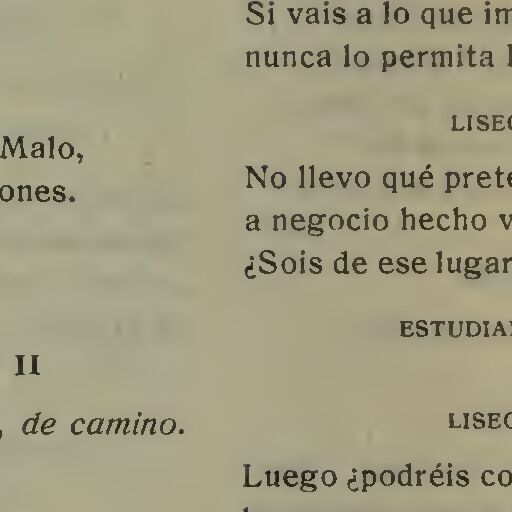 Malo,
ones.
II
, de camino.
Si vais a lo que im
nunca lo permita
LISE
No llevo qué prete
a negocio hecho v
¿Sois de ese lugar
ESTUDIA
LISE
Luego ¿podréis co